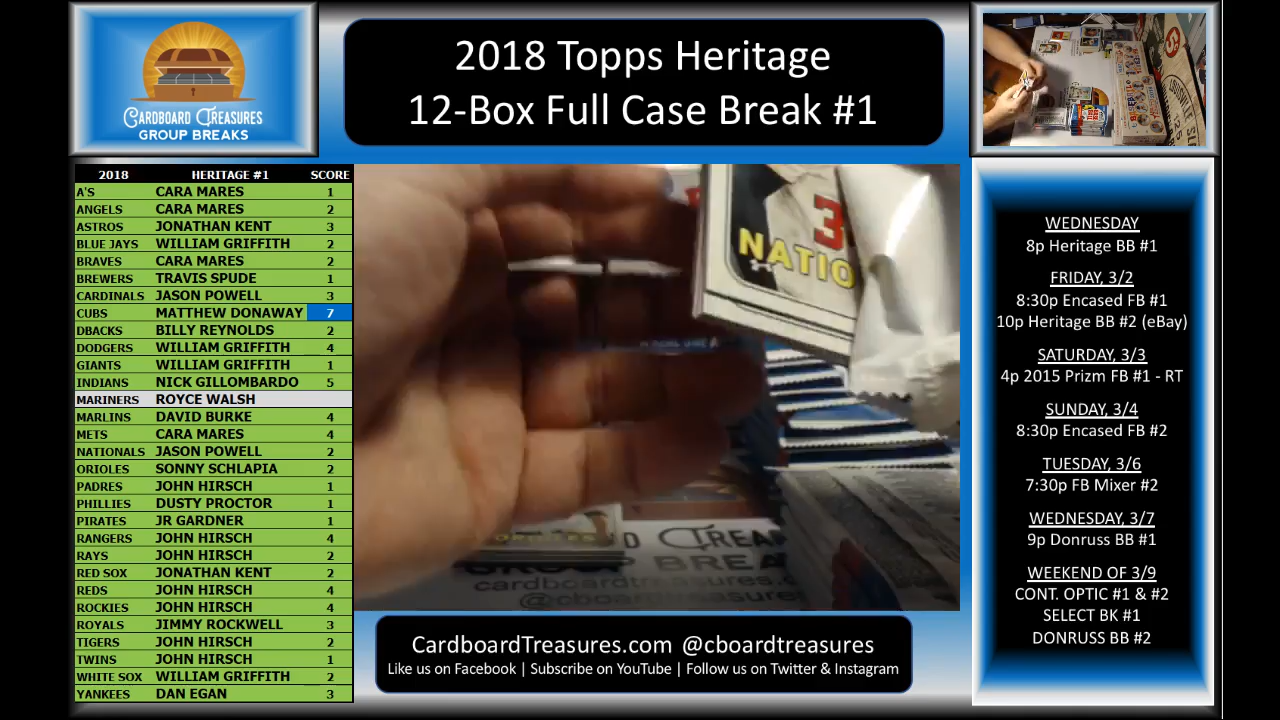 CARDBOARD TREASURES
GROUP BREAKS
2018 Topps Heritage
12-Box Full Case Break #1
2018 HERITAGE #1 SCORE
A'S CARA MARES 1
ANGELS CARA MARES 2
ASTROS JONATHAN KENT 3
BLUE JAYS WILLIAM GRIFFITH 2
BRAVES CARA MARES 2
BREWERS TRAVIS SPUDE 1
CARDINALS JASON POWELL 3
CUBS MATTHEW DONAWAY 7
DBACKS BILLY REYNOLDS 2
DODGERS WILLIAM GRIFFITH 4
GIANTS WILLIAM GRIFFITH 1
INDIANS NICK GILLOMBARDO 5
MARINERS ROYCE WALSH
MARLINS DAVID BURKE 4
METS CARA MARES 4
NATIONALS JASON POWELL 2
ORIOLES SONNY SCHLAPIA 2
PADRES JOHN HIRSCH 1
PHILLIES DUSTY PROCTOR 1
PIRATES JR GARDNER 1
RANGERS JOHN HIRSCH 4
RAYS JOHN HIRSCH 2
RED SOX JONATHAN KENT 2
REDS JOHN HIRSCH 4
ROCKIES JOHN HIRSCH 4
ROYALS JIMMY ROCKWELL 3
TIGERS JOHN HIRSCH 2
TWINS JOHN HIRSCH 1
WHITE SOX WILLIAM GRIFFITH 2
YANKEES DAN EGAN 3
3
NATIO
TREA
GROUP BREA
cardboardtreasures.
@cboardtreasu
CardboardTreasures.com @cboardtreasures
Like us on Facebook | Subscribe on YouTube | Follow us on Twitter & Instagram
WEDNESDAY
8p Heritage BB #1
FRIDAY, 3/2
8:30p Encased FB #1
10p Heritage BB #2 (eBay)
SATURDAY, 3/3
4p 2015 Prizm FB #1 - RT
SUNDAY, 3/4
8:30p Encased FB #2
TUESDAY, 3/6
7:30p FB Mixer #2
WEDNESDAY, 3/7
9p Donruss BB #1
WEEKEND OF 3/9
CONT. OPTIC #1 & #2
SELECT BK #1
DONRUSS BB #2